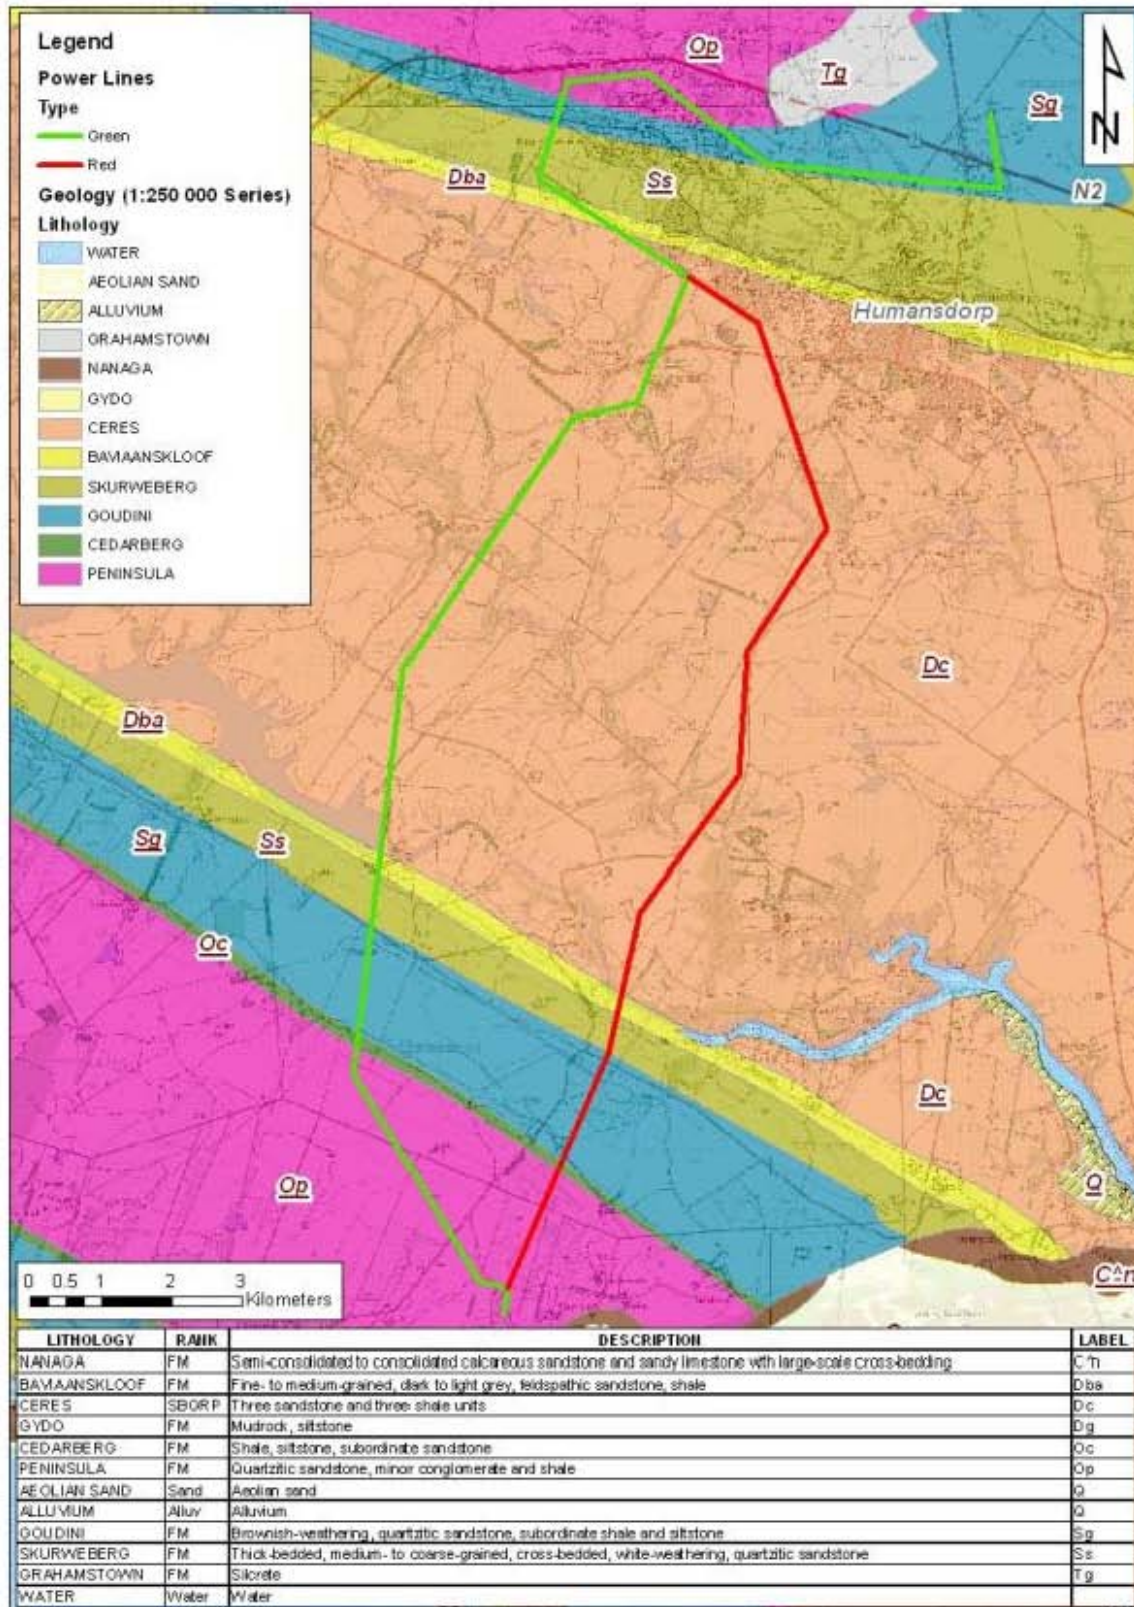 Legend
Power Lines
Type
Green
Red
Geology (1:250 000 Series)
Lithology
WATER
AEOLIAN SAND
ALLUVIUM
GRAHAMSTOWN
NANAGA
GYDO
CERES
BAVIAANSKLOOF
SKURWEBERG
GOUDINI
CEDARBERG
PENINSULA
Op
Tg
Sg
N
Dba
Ss
N2
Humansdorp
Dc
Dba
Sg
Ss
Oc
Dc
Op
Q
C^n
0 0.5 1 2 3
Kilometers
LITHOLOGY RANK DESCRIPTION LABEL
NANAGA FM Semi-consolidated to consolidated calcareous sandstone and sandy limestone with large-scale cross-bedding C^n
BAVIAANSKLOOF FM Fine- to medium-grained, dark to light grey, feldspathic sandstone, shale Dba
CERES SBGRP Three sandstone and three shale units Dc
GYDO FM Mudrock, siltstone Dg
CEDARBERG FM Shale, siltstone, subordinate sandstone Oc
PENINSULA FM Quartzitic sandstone, minor conglomerate and shale Op
AEOLIAN SAND Sand Aeolian sand Q
ALLUVIUM Alluv Alluvium Q
GOUDINI FM Brownish-weathering, quartzitic sandstone, subordinate shale and siltstone Sg
SKURWEBERG FM Thick-bedded, medium- to coarse-grained, cross-bedded, white-weathering, quartzitic sandstone Ss
GRAHAMSTOWN FM Silcrete Tg
WATER Water Water